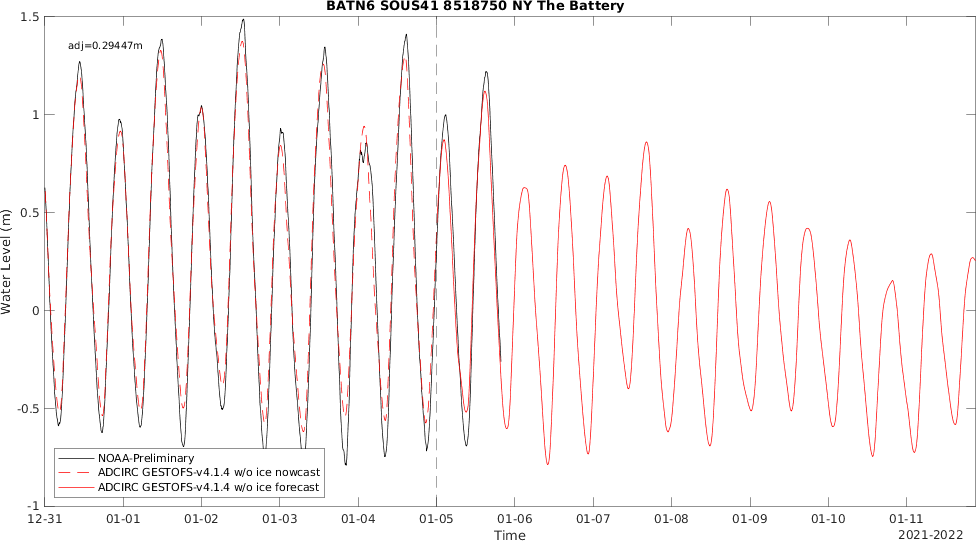 BATN6 SOUS41 8518750 NY The Battery
adj=0.29447m
1.5
1
0.5
0
-0.5
-1
Water Level (m)
NOAA-Preliminary
ADCIRC GESTOFS-v4.1.4 w/o ice nowcast
ADCIRC GESTOFS-v4.1.4 w/o ice forecast
12-31 01-01 01-02 01-03 01-04 01-05 01-06 01-07 01-08 01-09 01-10 01-11
Time
2021-2022